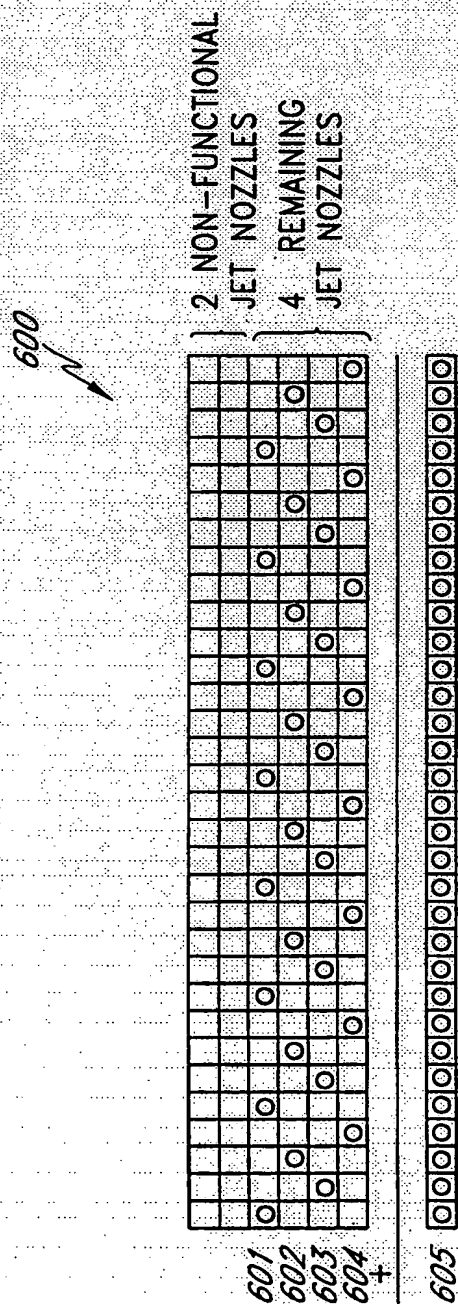 600
2 NON-FUNCTIONAL
JET NOZZLES
4 REMAINING
JET NOZZLES
601
602
603
604
+
605